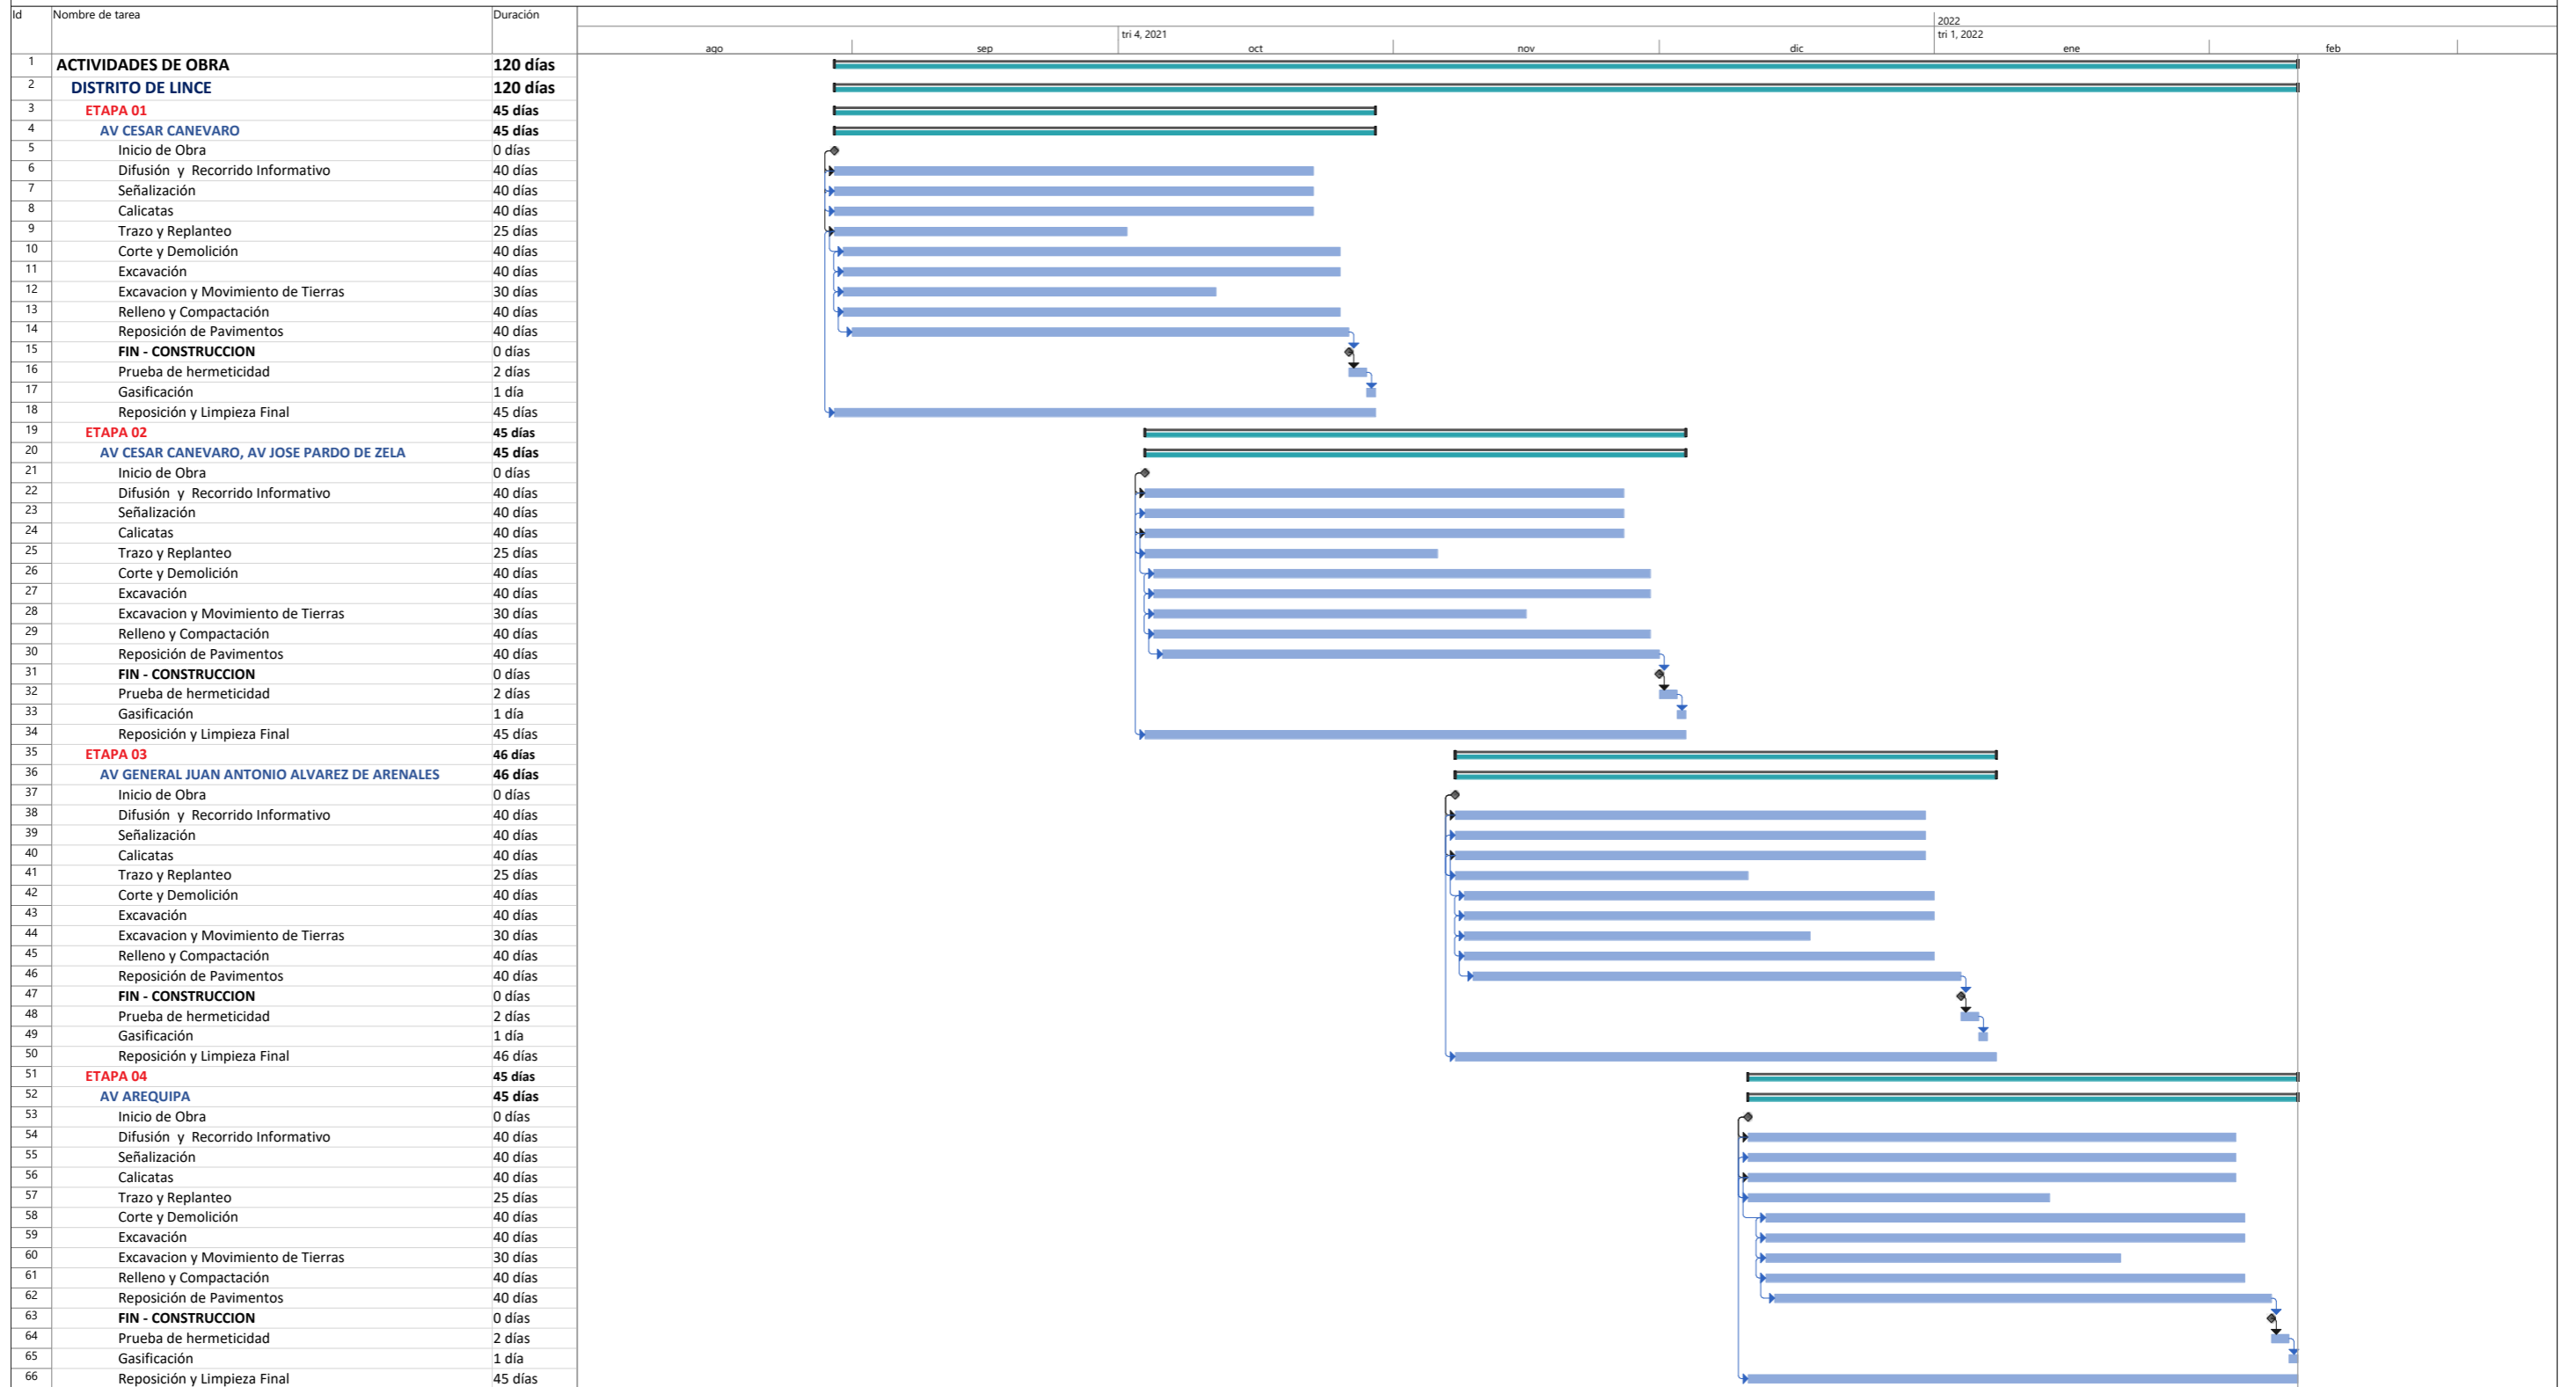 Id Nombre de tarea Duración
2022
tri 4, 2021 tri 1, 2022
ago sep oct nov dic ene feb
1 ACTIVIDADES DE OBRA 120 días
2 DISTRITO DE LINCE 120 días
3 ETAPA 01 45 días
4 AV CESAR CANEVARO 45 días
5 Inicio de Obra 0 días
6 Difusión y Recorrido Informativo 40 días
7 Señalización 40 días
8 Calicatas 40 días
9 Trazo y Replanteo 25 días
10 Corte y Demolición 40 días
11 Excavación 40 días
12 Excavacion y Movimiento de Tierras 30 días
13 Relleno y Compactación 40 días
14 Reposición de Pavimentos 40 días
15 FIN - CONSTRUCCION 0 días
16 Prueba de hermeticidad 2 días
17 Gasificación 1 día
18 Reposición y Limpieza Final 45 días
19 ETAPA 02 45 días
20 AV CESAR CANEVARO, AV JOSE PARDO DE ZELA 45 días
21 Inicio de Obra 0 días
22 Difusión y Recorrido Informativo 40 días
23 Señalización 40 días
24 Calicatas 40 días
25 Trazo y Replanteo 25 días
26 Corte y Demolición 40 días
27 Excavación 40 días
28 Excavacion y Movimiento de Tierras 30 días
29 Relleno y Compactación 40 días
30 Reposición de Pavimentos 40 días
31 FIN - CONSTRUCCION 0 días
32 Prueba de hermeticidad 2 días
33 Gasificación 1 día
34 Reposición y Limpieza Final 45 días
35 ETAPA 03 46 días
36 AV GENERAL JUAN ANTONIO ALVAREZ DE ARENALES 46 días
37 Inicio de Obra 0 días
38 Difusión y Recorrido Informativo 40 días
39 Señalización 40 días
40 Calicatas 40 días
41 Trazo y Replanteo 25 días
42 Corte y Demolición 40 días
43 Excavación 40 días
44 Excavacion y Movimiento de Tierras 30 días
45 Relleno y Compactación 40 días
46 Reposición de Pavimentos 40 días
47 FIN - CONSTRUCCION 0 días
48 Prueba de hermeticidad 2 días
49 Gasificación 1 día
50 Reposición y Limpieza Final 46 días
51 ETAPA 04 45 días
52 AV AREQUIPA 45 días
53 Inicio de Obra 0 días
54 Difusión y Recorrido Informativo 40 días
55 Señalización 40 días
56 Calicatas 40 días
57 Trazo y Replanteo 25 días
58 Corte y Demolición 40 días
59 Excavación 40 días
60 Excavacion y Movimiento de Tierras 30 días
61 Relleno y Compactación 40 días
62 Reposición de Pavimentos 40 días
63 FIN - CONSTRUCCION 0 días
64 Prueba de hermeticidad 2 días
65 Gasificación 1 día
66 Reposición y Limpieza Final 45 días